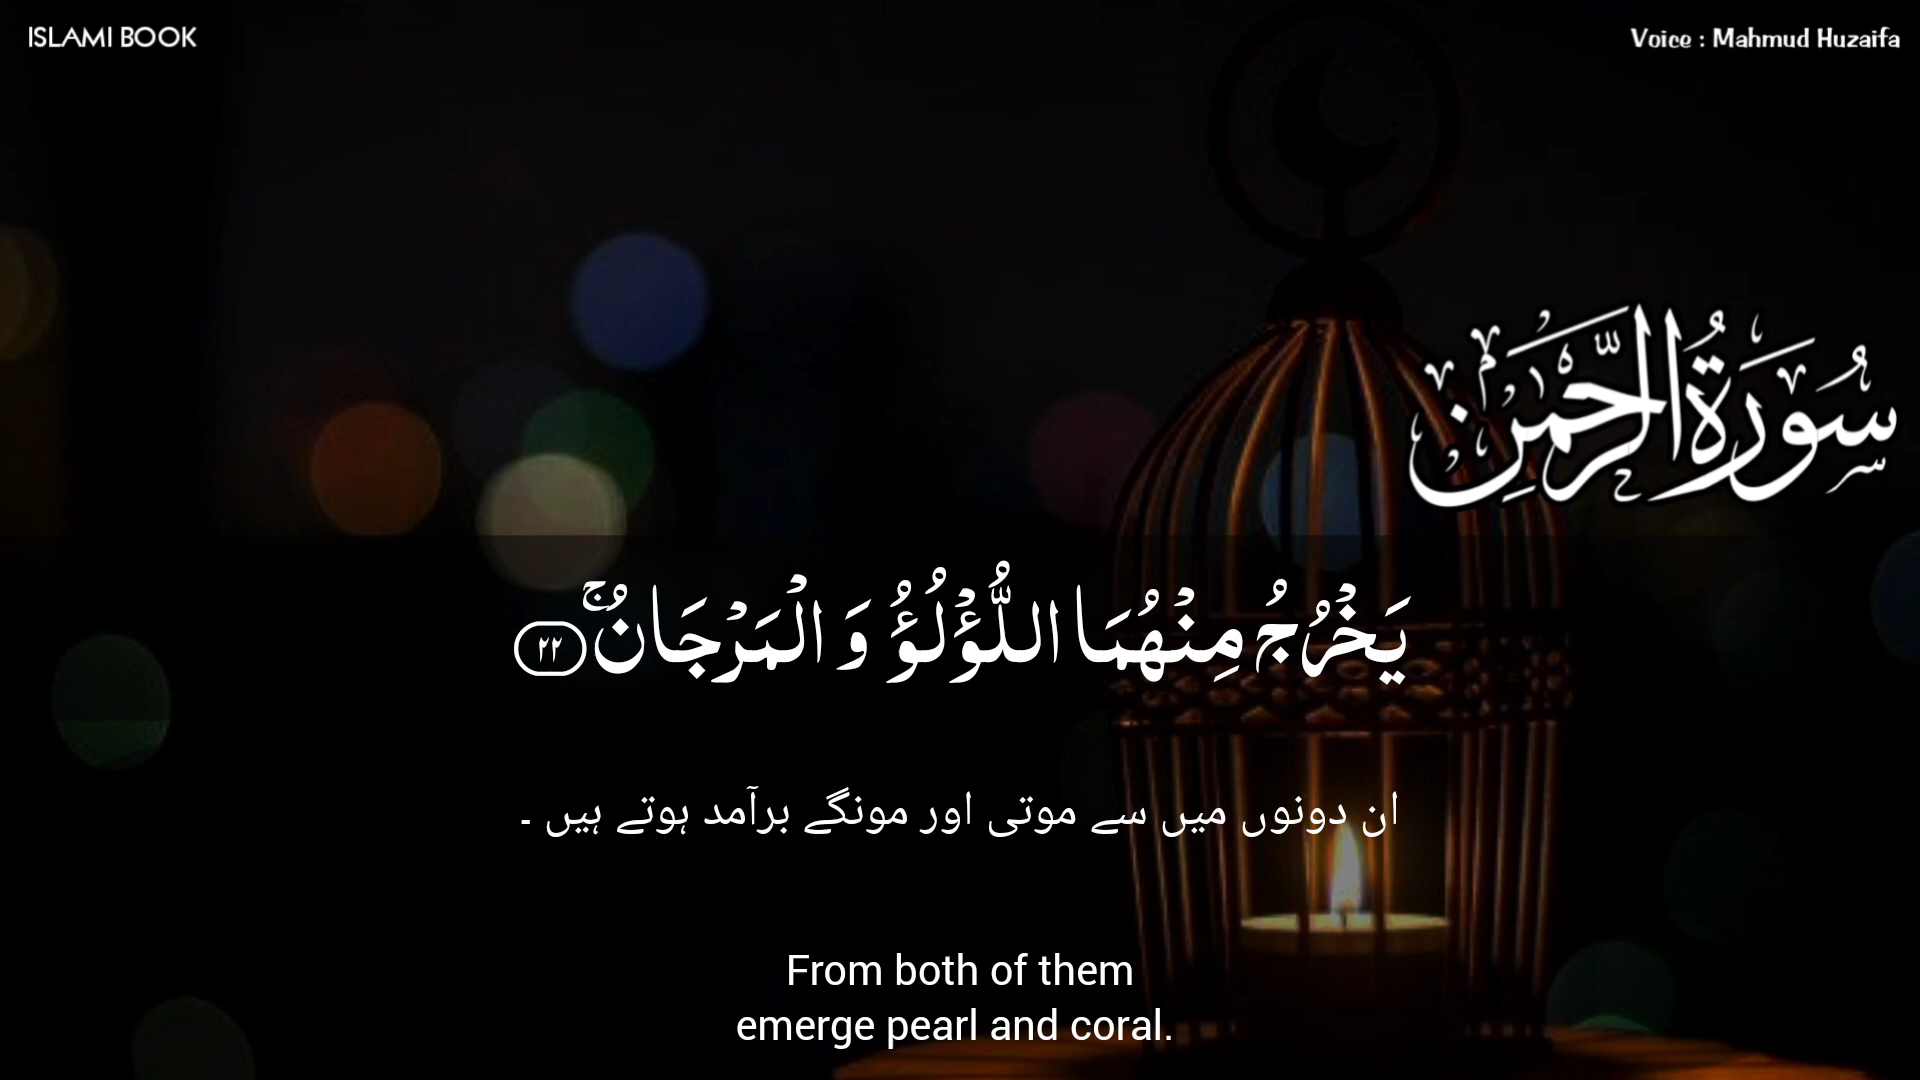 ISLAMI BOOK
Voice : Mahmud Huzaifa
سُورَةُ الرَّحْمٰنِ
يَخْرُجُ مِنْهُمَا اللُّؤْلُؤُ وَ الْمَرْجَانُۚ ۲۲
ان دونوں میں سے موتی اور مونگے برآمد ہوتے ہیں ۔
From both of them
emerge pearl and coral.